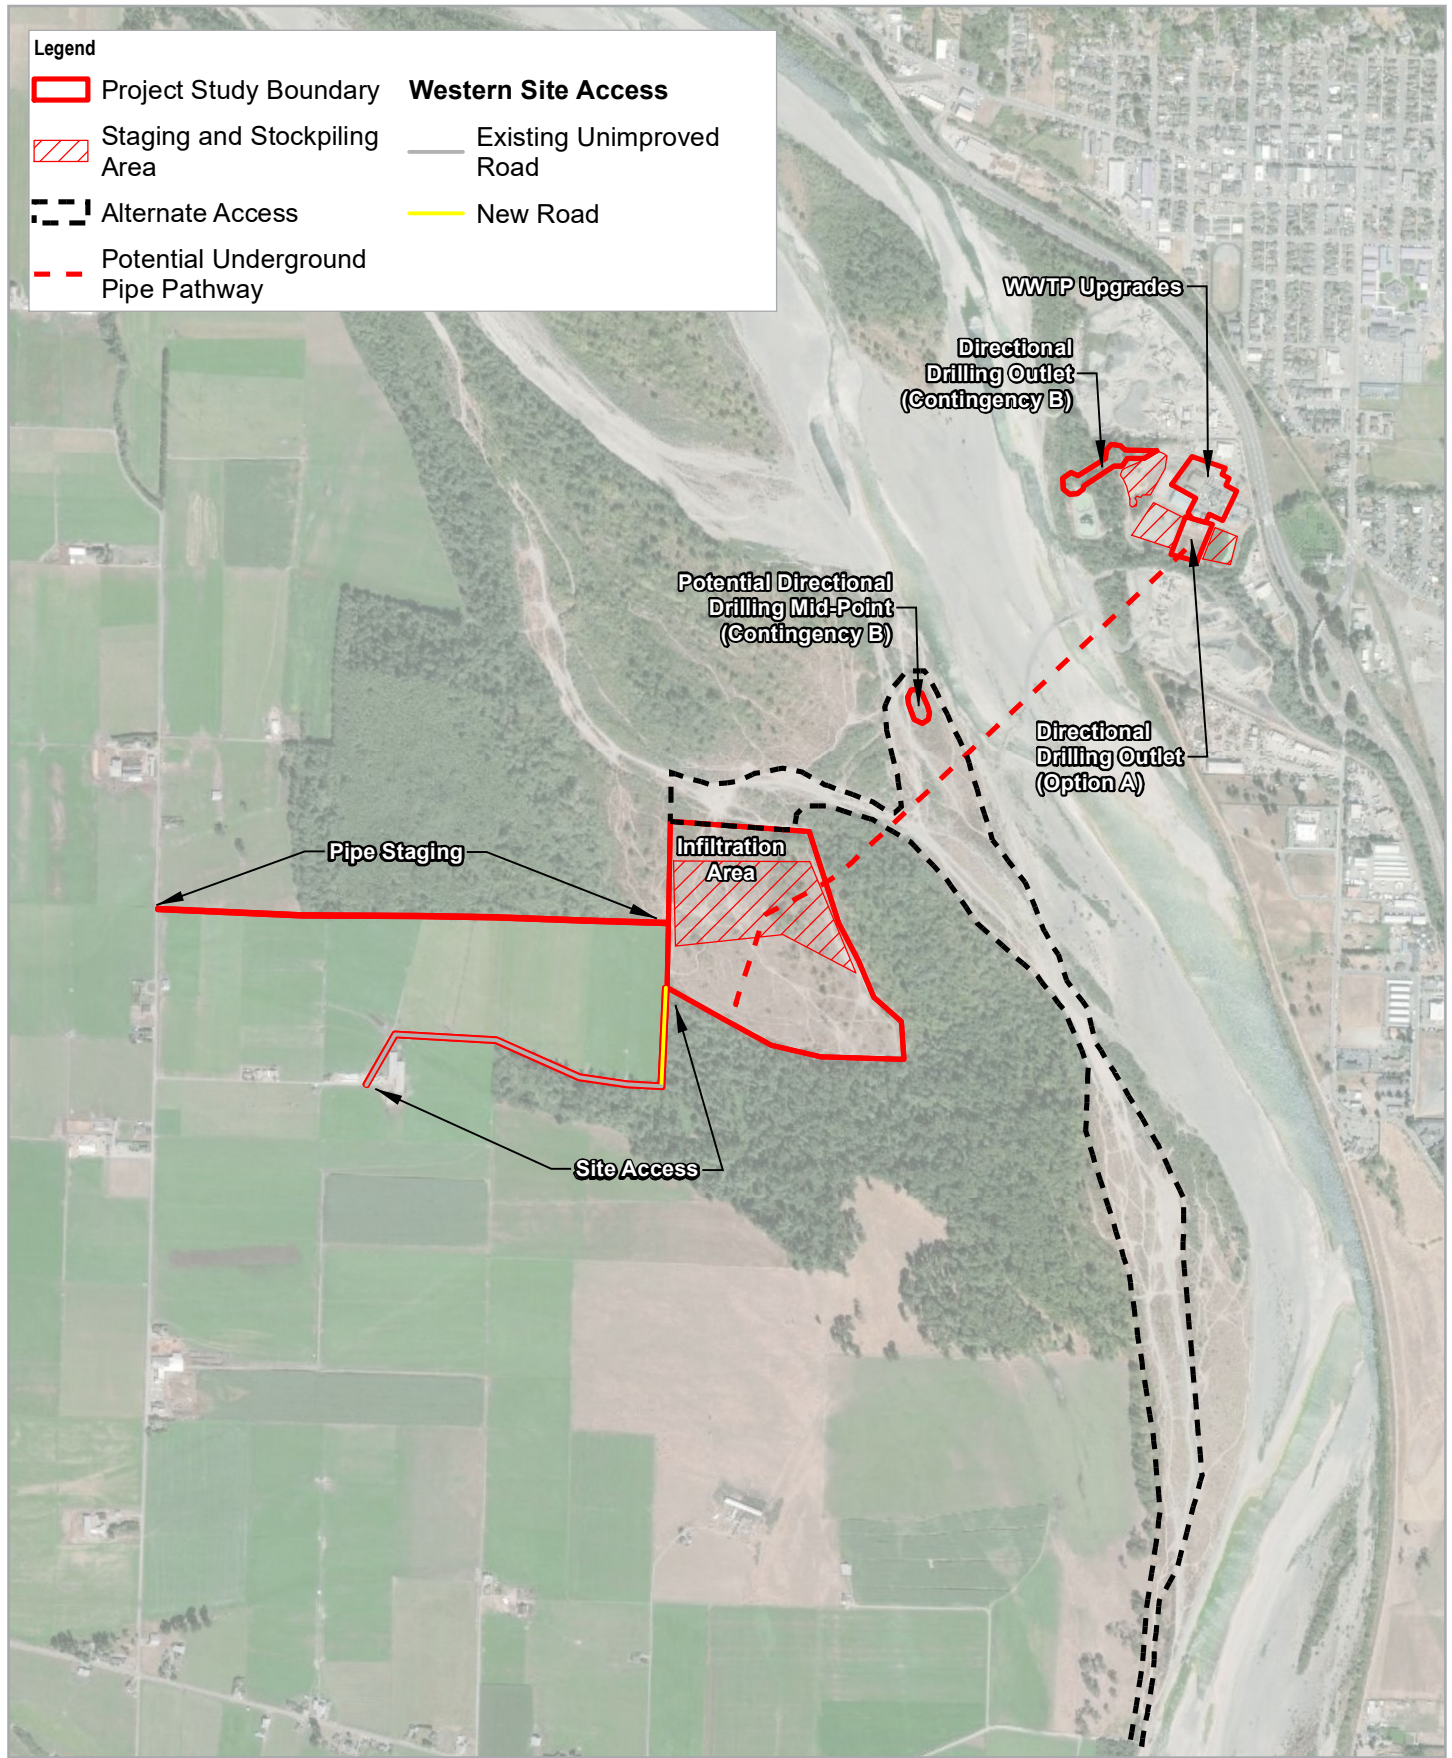 Legend
Project Study Boundary
Staging and Stockpiling
Area
Alternate Access
Potential Underground
Pipe Pathway
Western Site Access
Existing Unimproved
Road
New Road
WWTP Upgrades
Directional
Drilling Outlet
(Contingency B)
Potential Directional
Drilling Mid-Point
(Contingency B)
Directional
Drilling Outlet
(Option A)
Infiltration
Area
Pipe Staging
Site Access